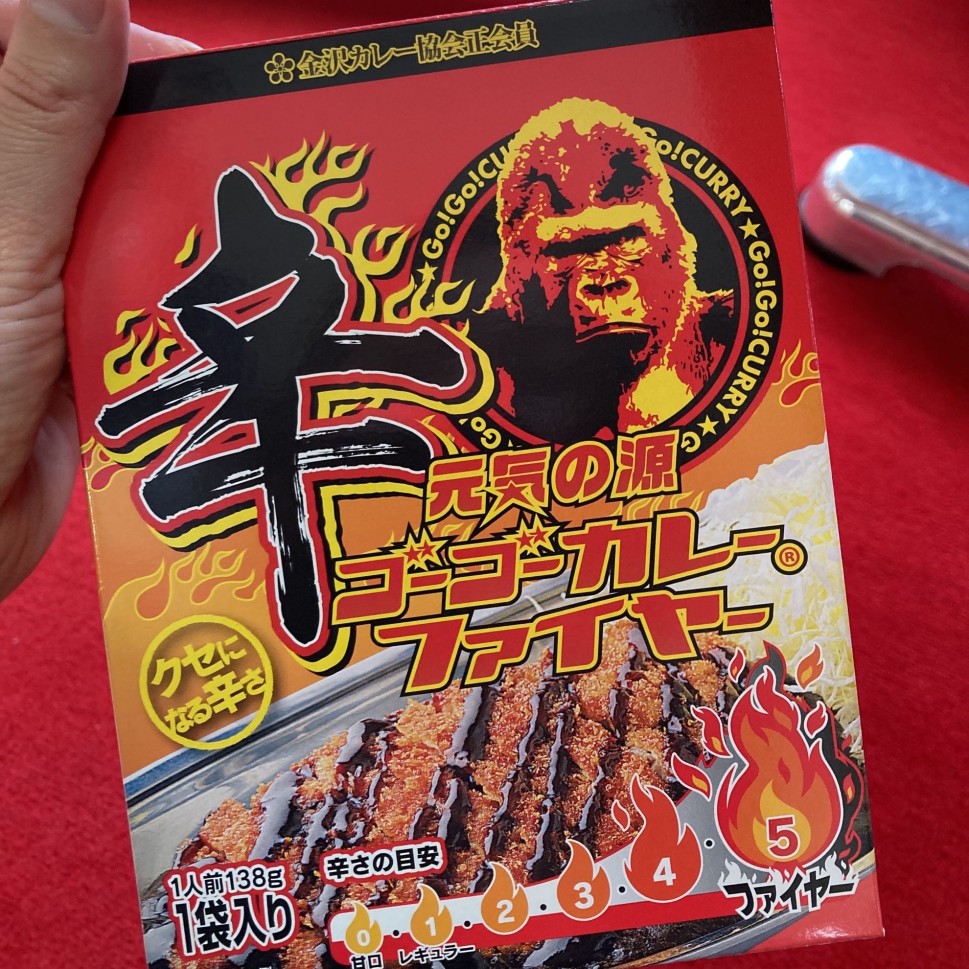 金沢カレー協会正会員
Go!Go!CURRY★Go!Go!CURRY★
辛
元気の源
ゴーゴーカレー®
ファイヤー
クセに
なる辛さ
辛さの目安
1人前138g
1袋入り
0 1 2 3 4 5
甘口 レギュラー ファイヤー